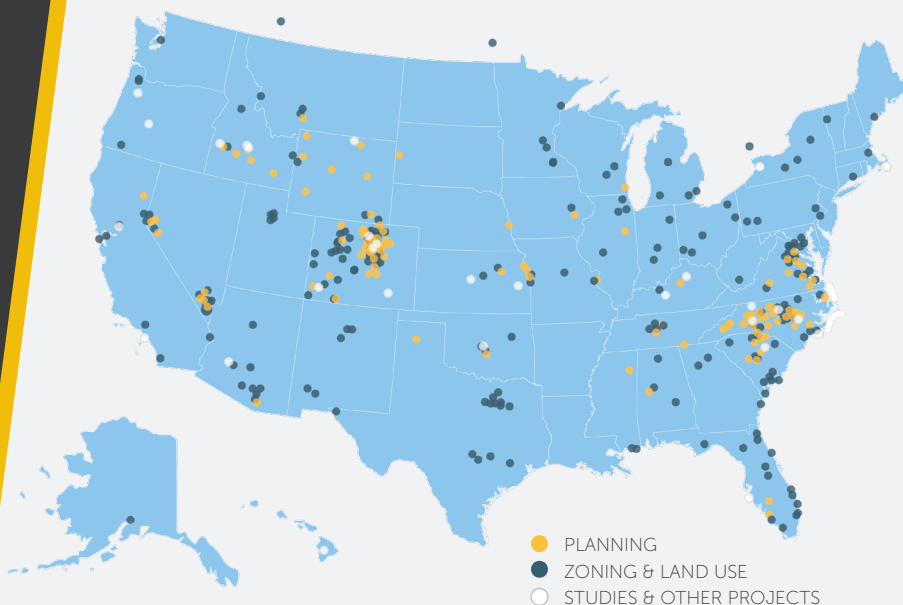 PLANNING
ZONING & LAND USE
STUDIES & OTHER PROJECTS